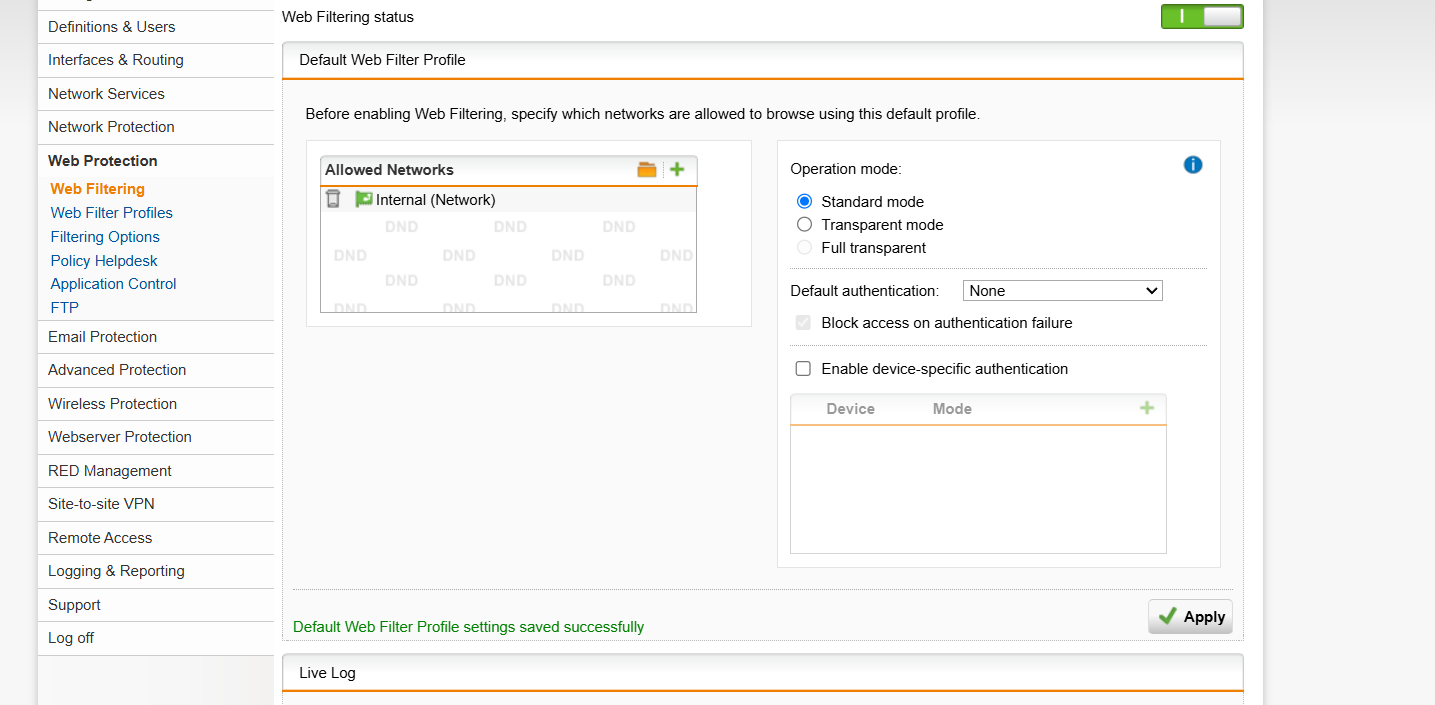 Web Filtering status
Definitions & Users
Interfaces & Routing
Network Services
Network Protection
Web Protection
Web Filtering
Web Filter Profiles
Filtering Options
Policy Helpdesk
Application Control
FTP
Email Protection
Advanced Protection
Wireless Protection
Webserver Protection
RED Management
Site-to-site VPN
Remote Access
Logging & Reporting
Support
Log off
Default Web Filter Profile
Before enabling Web Filtering, specify which networks are allowed to browse using this default profile.
Allowed Networks
Internal (Network)
DND DND DND
DND DND DND DND
DND DND DND
DND DND DND DND
Operation mode:
Standard mode
Transparent mode
Full transparent
Default authentication: None
Block access on authentication failure
Enable device-specific authentication
Device Mode
Default Web Filter Profile settings saved successfully
Apply
Live Log